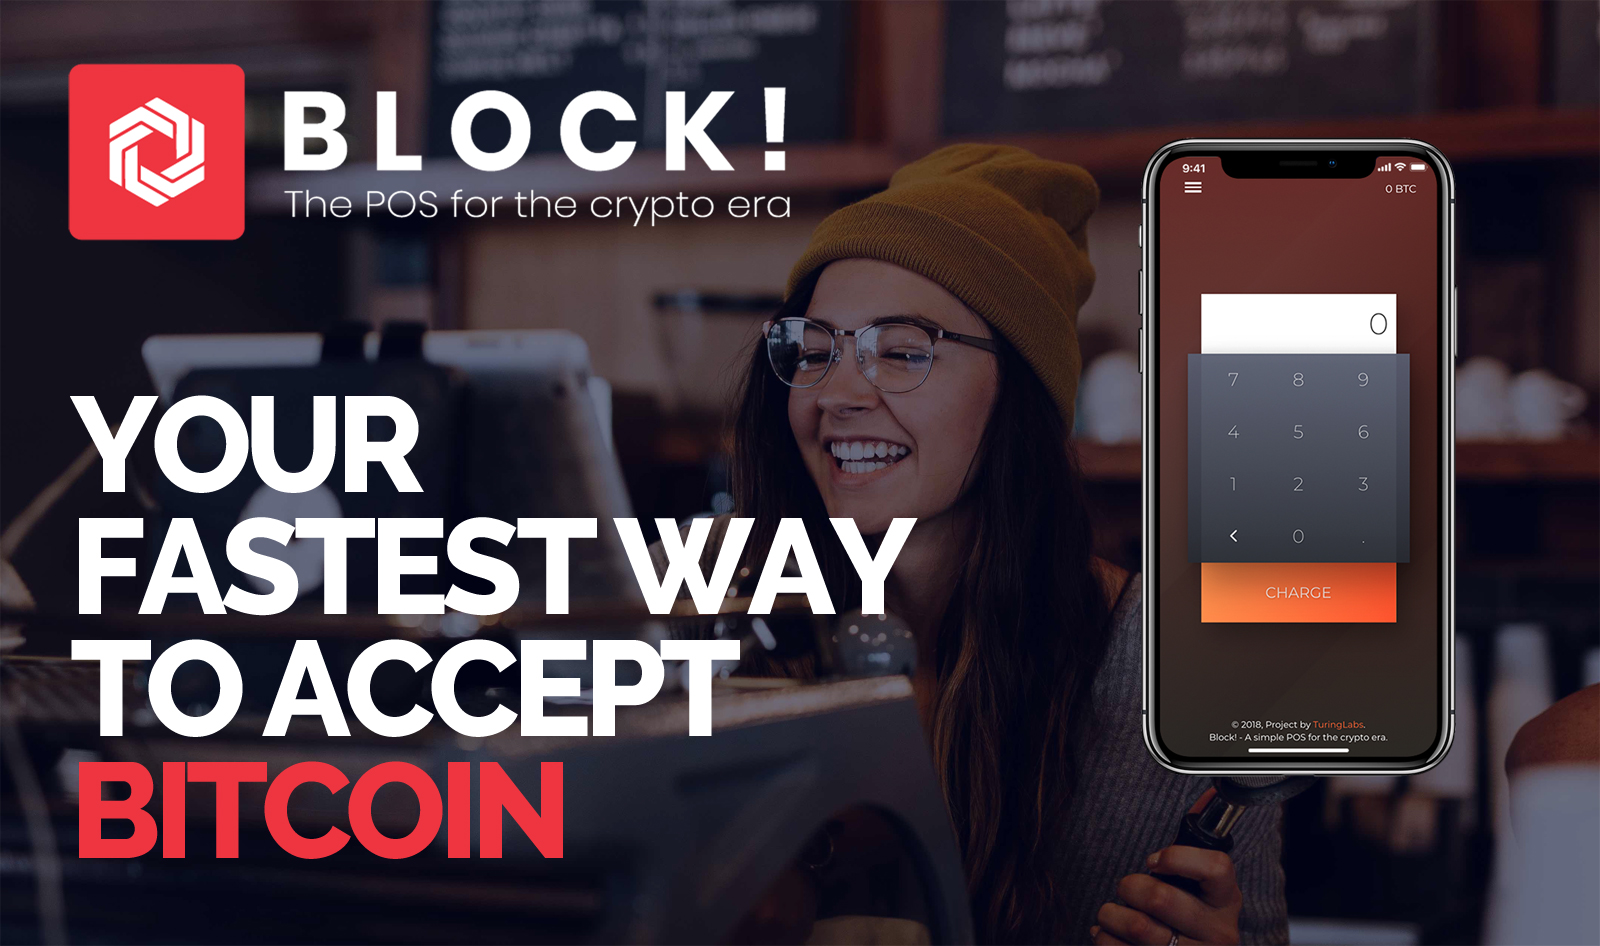 BLOCK!
The POS for the crypto era
YOUR
FASTEST WAY
TO ACCEPT
BITCOIN
9:41
0 BTC
0
7 8 9
4 5 6
1 2 3
0 .
CHARGE
© 2018, Project by TuringLabs.
Block! - A simple POS for the crypto era.